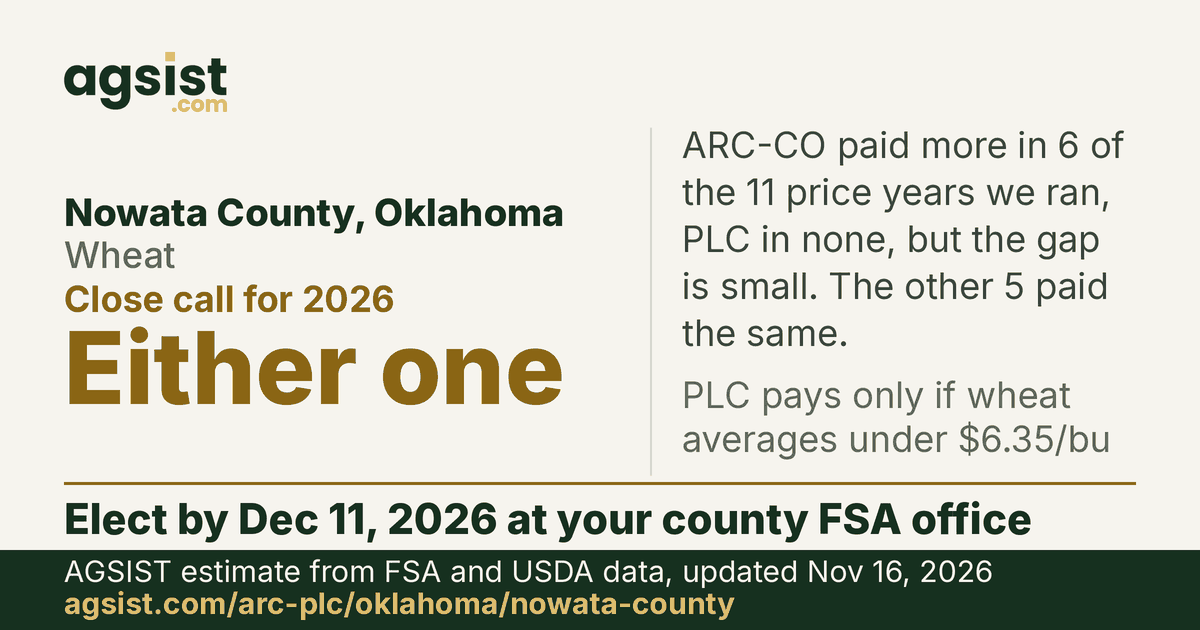 agsist
.com
Nowata County, Oklahoma
Wheat
Close call for 2026
Either one
ARC-CO paid more in 6 of
the 11 price years we ran,
PLC in none, but the gap
is small. The other 5 paid
the same.
PLC pays only if wheat
averages under $6.35/bu
Elect by Dec 11, 2026 at your county FSA office
AGSIST estimate from FSA and USDA data, updated Nov 16, 2026
agsist.com/arc-plc/oklahoma/nowata-county